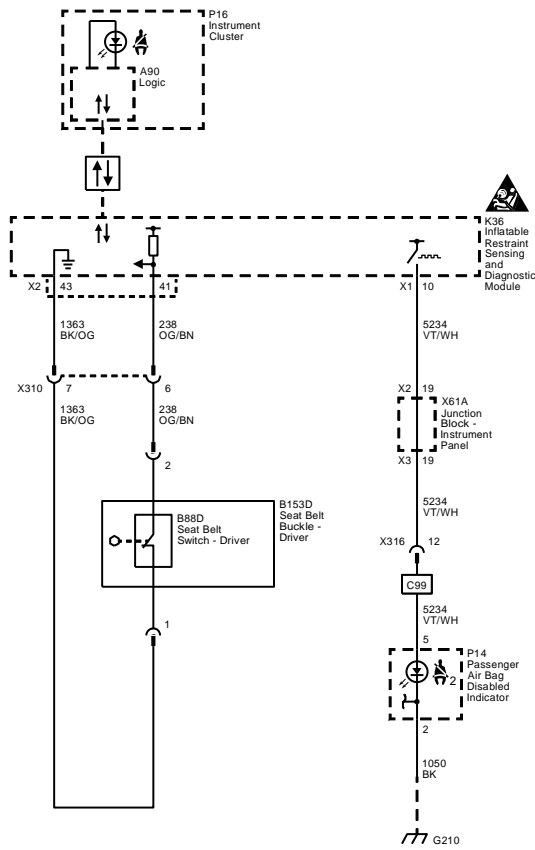 P16
Instrument
Cluster
A90
Logic
K36
Inflatable
Restraint
Sensing
and
Diagnostic
Module
X2 43 41 X1 10
1363
BK/OG
238
OG/BN
5234
VT/WH
X310 7 6
X2 19
1363
BK/OG
238
OG/BN
X61A
Junction
Block -
Instrument
Panel
X3 19
2
B153D
Seat Belt
Buckle -
Driver
B88D
Seat Belt
Switch - Driver
5234
VT/WH
X316 12
C99
5234
VT/WH
1
5
P14
Passenger
Air Bag
Disabled
Indicator
2
2
1050
BK
G210